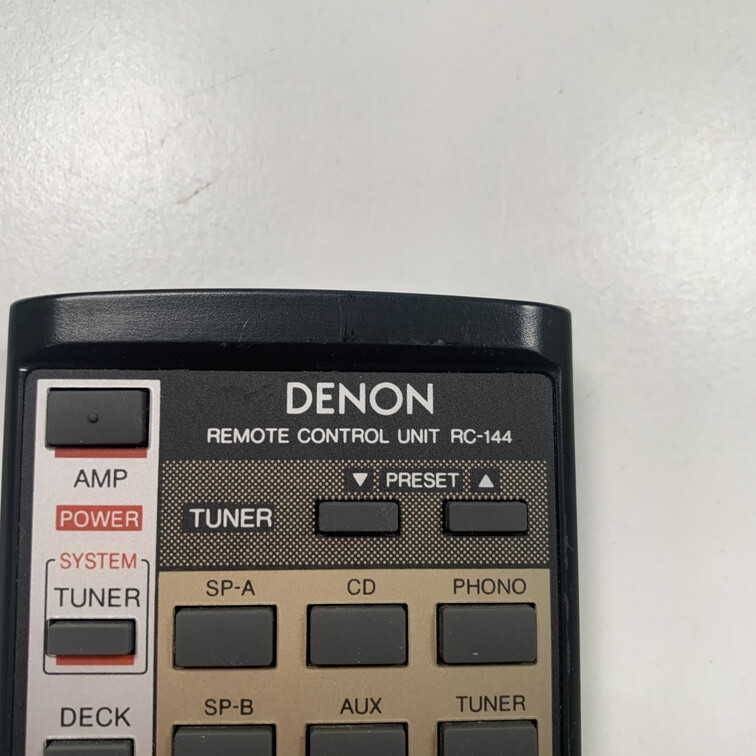 DENON
REMOTE CONTROL UNIT RC-144
AMP
POWER
▼ PRESET ▲
TUNER
SYSTEM
TUNER
SP-A CD PHONO
DECK
SP-B AUX TUNER